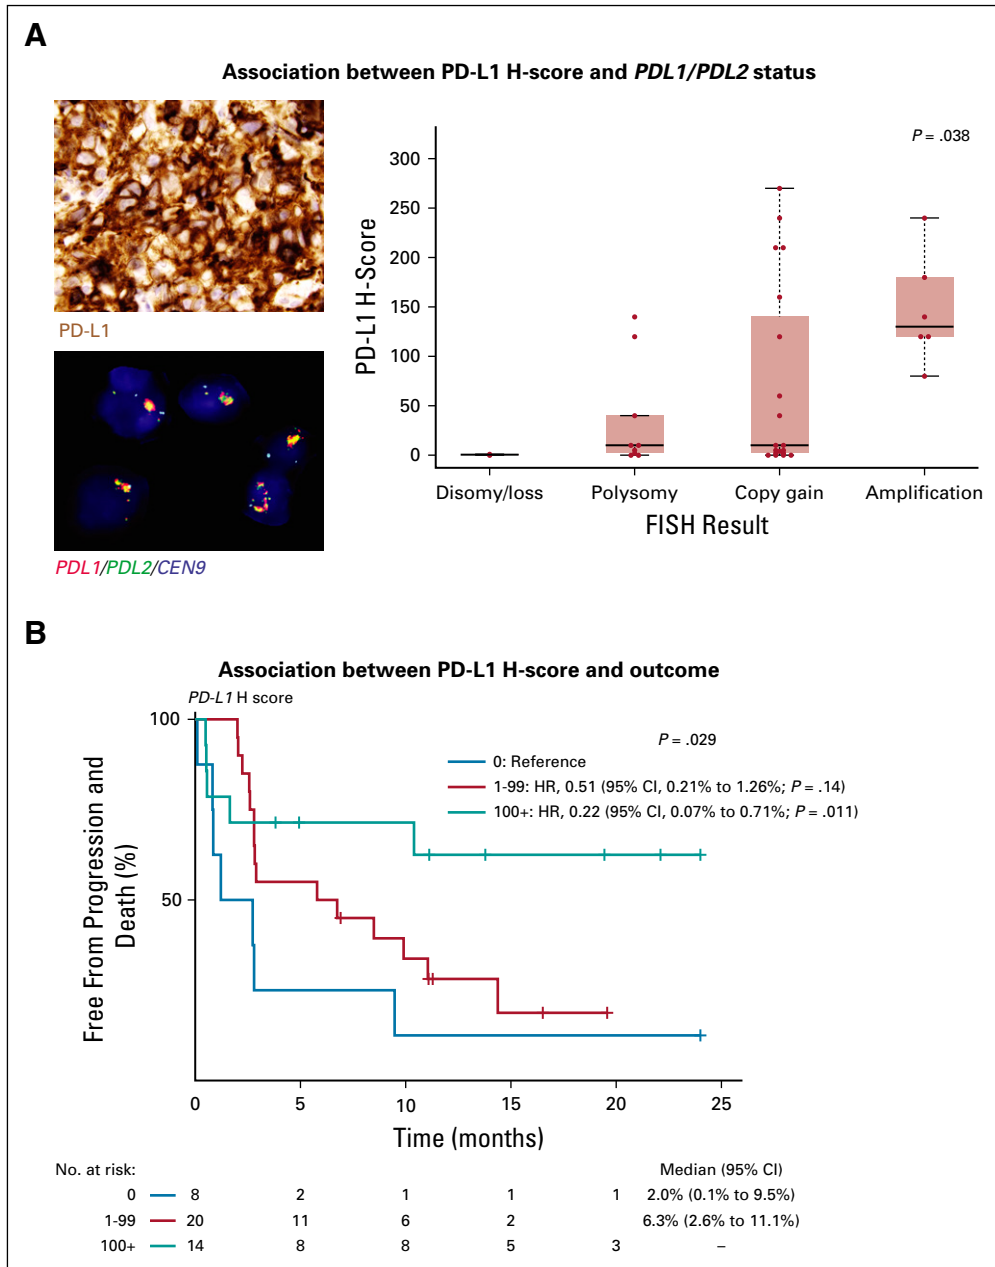 A
Association between PD-L1 H-score and PDL1/PDL2 status
PD-L1
PDL1/PDL2/CEN9
P = .038
PD-L1 H-Score
300
250
200
150
100
50
0
Disomy/loss Polysomy Copy gain Amplification
FISH Result
B
Association between PD-L1 H-score and outcome
PD-L1 H score
P = .029
0: Reference
1-99: HR, 0.51 (95% CI, 0.21% to 1.26%; P = .14)
100+: HR, 0.22 (95% CI, 0.07% to 0.71%; P = .011)
Free From Progression and
Death (%)
100
50
0 5 10 15 20 25
Time (months)
No. at risk: Median (95% CI)
0 8 2 1 1 1 2.0% (0.1% to 9.5%)
1-99 20 11 6 2 6.3% (2.6% to 11.1%)
100+ 14 8 8 5 3 –